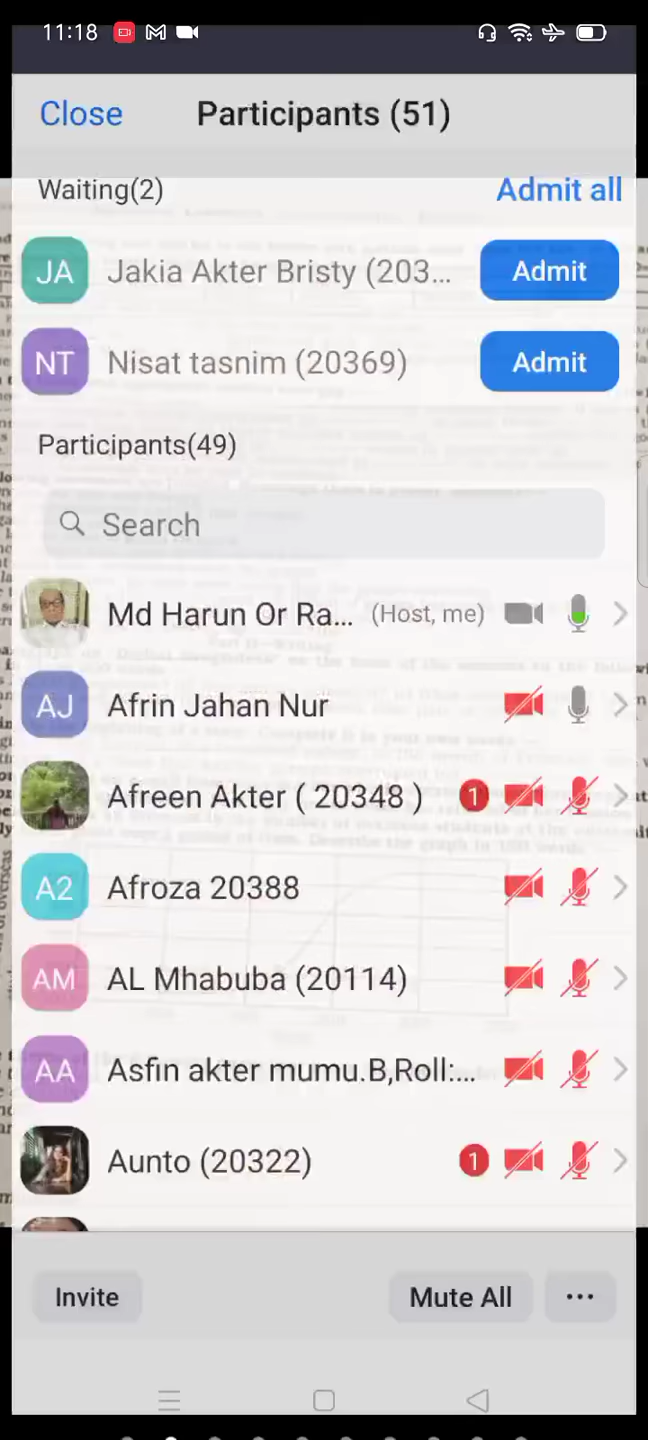 11:18
Close Participants (51)
Waiting(2) Admit all
JA Jakia Akter Bristy (203... Admit
NT Nisat tasnim (20369) Admit
Participants(49)
Search
Md Harun Or Ra... (Host, me)
AJ Afrin Jahan Nur
Afreen Akter ( 20348 ) 1
A2 Afroza 20388
AM AL Mhabuba (20114)
AA Asfin akter mumu.B,Roll:...
Aunto (20322) 1
Invite Mute All ...